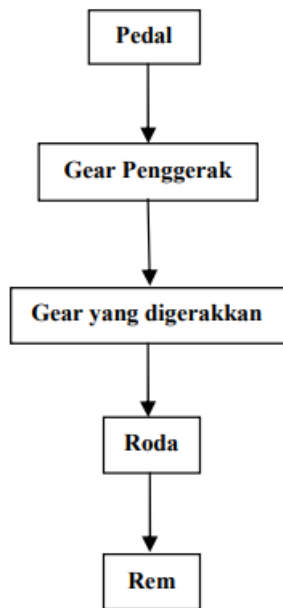 Pedal
Gear Penggerak
Gear yang digerakkan
Roda
Rem